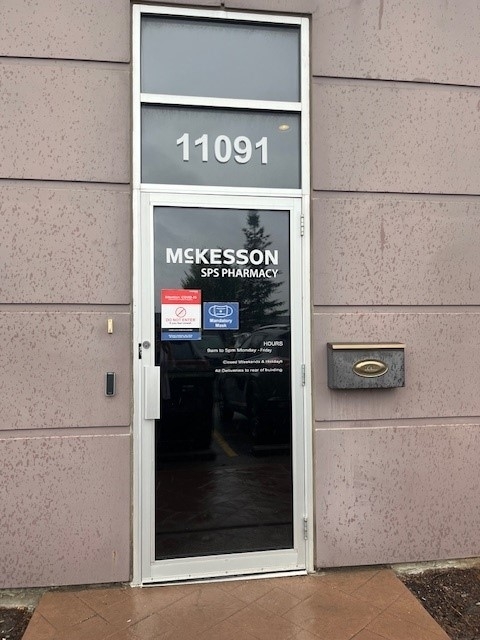 11091
McKESSON
SPS PHARMACY
DO NOT ENTER
Mandatory
Mask
HOURS
8am to 5pm Monday - Friday
Closed Weekends & Holidays
All Deliveries to rear of building